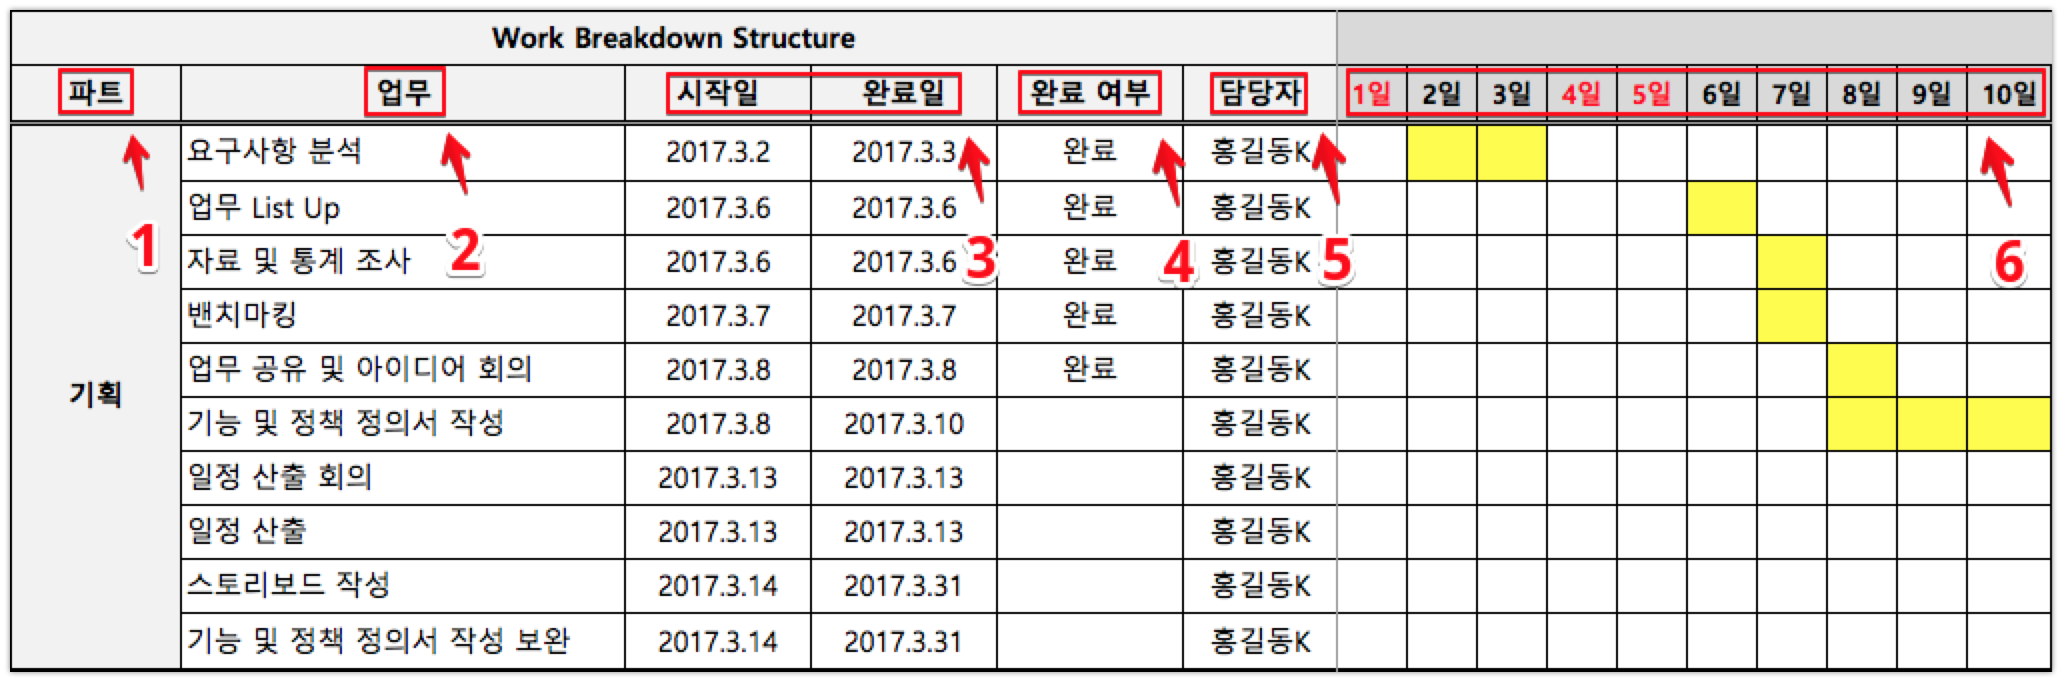 Work Breakdown Structure
파트 업무 시작일 완료일 완료 여부 담당자 1일 2일 3일 4일 5일 6일 7일 8일 9일 10일
요구사항 분석 2017.3.2 2017.3.3 완료 홍길동K
업무 List Up 2017.3.6 2017.3.6 완료 홍길동K
1 2 3 4 5 6
자료 및 통계 조사 2017.3.6 2017.3.6 완료 홍길동K
밴치마킹 2017.3.7 2017.3.7 완료 홍길동K
업무 공유 및 아이디어 회의 2017.3.8 2017.3.8 완료 홍길동K
기획
기능 및 정책 정의서 작성 2017.3.8 2017.3.10 홍길동K
일정 산출 회의 2017.3.13 2017.3.13 홍길동K
일정 산출 2017.3.13 2017.3.13 홍길동K
스토리보드 작성 2017.3.14 2017.3.31 홍길동K
기능 및 정책 정의서 작성 보완 2017.3.14 2017.3.31 홍길동K